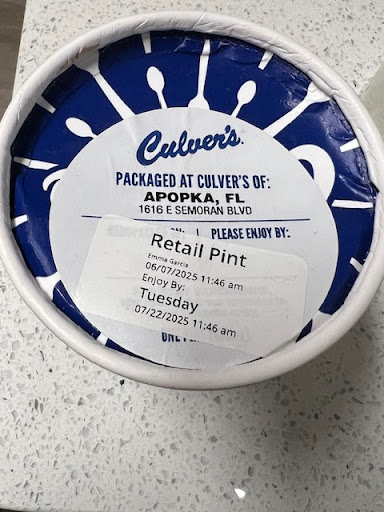 Culver's
PACKAGED AT CULVER'S OF:
APOPKA, FL
1616 E SEMORAN BLVD
PLEASE ENJOY BY:
Retail Pint
Emma Garcia
06/07/2025 11:46 am
Enjoy By:
Tuesday
07/22/2025 11:46 am
ONE